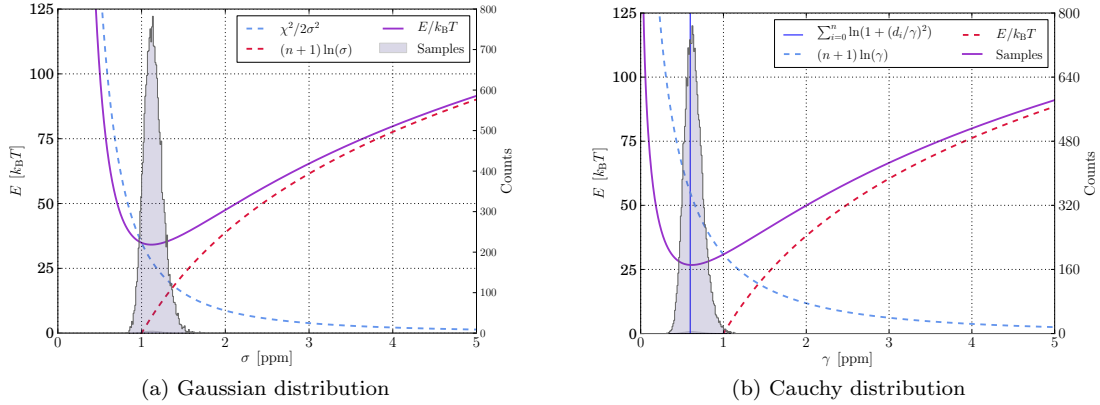 χ²/2σ²
(n + 1) ln(σ)
E/k_BT
Samples
E [k_BT]
125
100
75
50
25
0
800
700
600
500
400
300
200
100
0
Counts
0 1 2 3 4 5
σ [ppm]
(a) Gaussian distribution
∑ⁿᵢ₌₀ ln(1 + (dᵢ/γ)²)
(n + 1) ln(γ)
E/k_BT
Samples
E [k_BT]
125
100
75
50
25
0
800
640
480
320
160
0
Counts
0 1 2 3 4 5
γ [ppm]
(b) Cauchy distribution